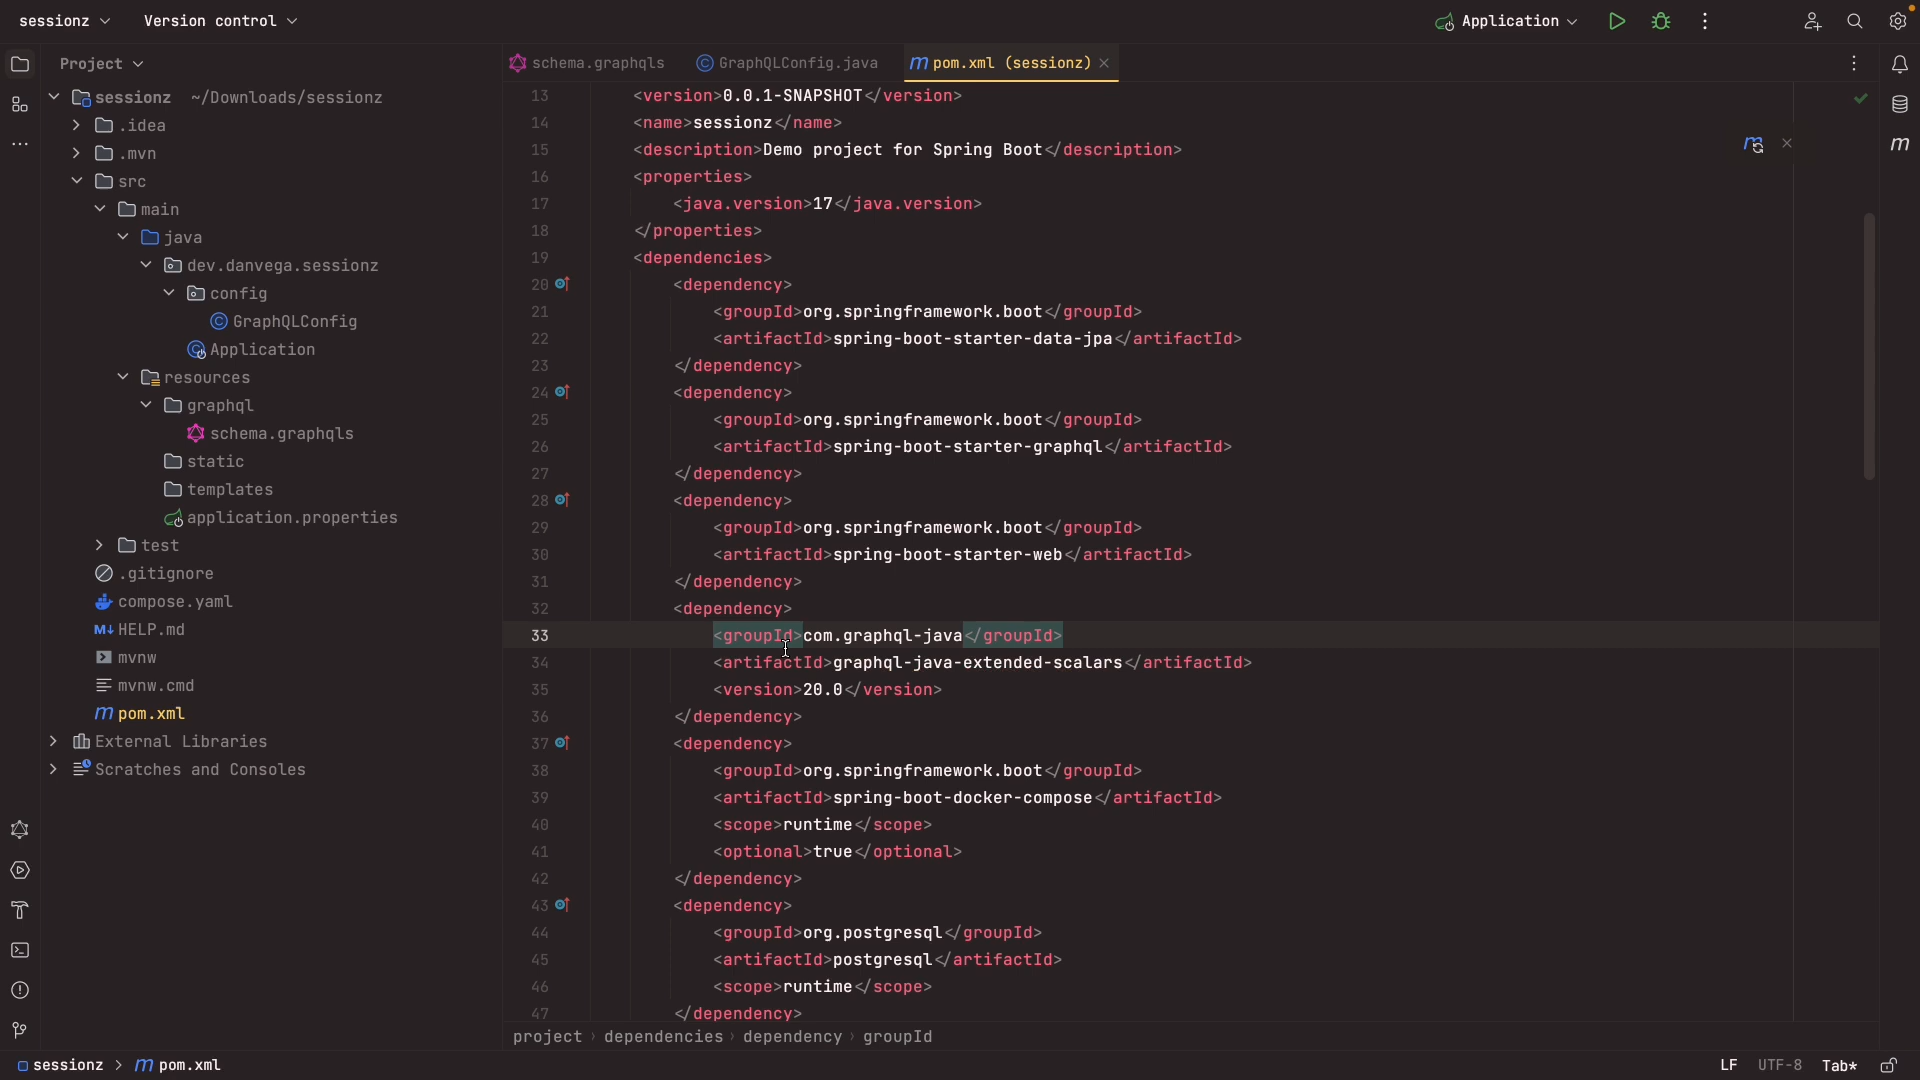 sessionz
Version control
Application
Project
sessionz ~/Downloads/sessionz
.idea
.mvn
src
main
java
dev.danvega.sessionz
config
GraphQLConfig
Application
resources
graphql
schema.graphqls
static
templates
application.properties
test
.gitignore
compose.yaml
M↓ HELP.md
mvnw
mvnw.cmd
m pom.xml
External Libraries
Scratches and Consoles
schema.graphqls
GraphQLConfig.java
m pom.xml (sessionz)
13 <version>0.0.1-SNAPSHOT</version>
14 <name>sessionz</name>
15 <description>Demo project for Spring Boot</description>
16 <properties>
17 <java.version>17</java.version>
18 </properties>
19 <dependencies>
20 <dependency>
21 <groupId>org.springframework.boot</groupId>
22 <artifactId>spring-boot-starter-data-jpa</artifactId>
23 </dependency>
24 <dependency>
25 <groupId>org.springframework.boot</groupId>
26 <artifactId>spring-boot-starter-graphql</artifactId>
27 </dependency>
28 <dependency>
29 <groupId>org.springframework.boot</groupId>
30 <artifactId>spring-boot-starter-web</artifactId>
31 </dependency>
32 <dependency>
33 <groupId>com.graphql-java</groupId>
34 <artifactId>graphql-java-extended-scalars</artifactId>
35 <version>20.0</version>
36 </dependency>
37 <dependency>
38 <groupId>org.springframework.boot</groupId>
39 <artifactId>spring-boot-docker-compose</artifactId>
40 <scope>runtime</scope>
41 <optional>true</optional>
42 </dependency>
43 <dependency>
44 <groupId>org.postgresql</groupId>
45 <artifactId>postgresql</artifactId>
46 <scope>runtime</scope>
47 </dependency>
m
m
project › dependencies › dependency › groupId
sessionz > m pom.xml
LF UTF-8 Tab*